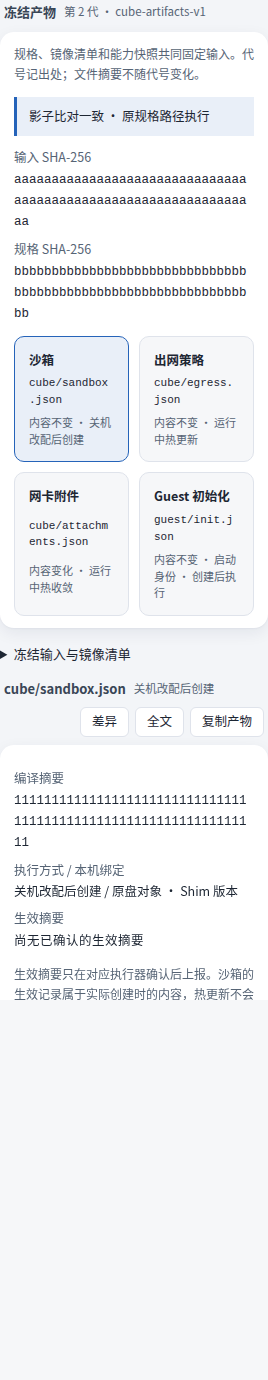 冻结产物 第 2 代 · cube-artifacts-v1
规格、镜像清单和能力快照共同固定输入。代
号记出处；文件摘要不随代号变化。
影子比对一致 · 原规格路径执行
输入 SHA-256
aaaaaaaaaaaaaaaaaaaaaaaaaaaaaaa
aaaaaaaaaaaaaaaaaaaaaaaaaaaaaaa
aa
规格 SHA-256
bbbbbbbbbbbbbbbbbbbbbbbbbbbbbbb
bbbbbbbbbbbbbbbbbbbbbbbbbbbbbbb
bb
沙箱
cube/sandbox
.json
内容不变 · 关机
改配后创建
出网策略
cube/egress.
json
内容不变 · 运行
中热更新
网卡附件
cube/attachm
ents.json
内容变化 · 运行
中热收敛
Guest 初始化
guest/init.j
son
内容不变 · 启动
身份 · 创建后执
行
冻结输入与镜像清单
cube/sandbox.json 关机改配后创建
差异 全文 复制产物
编译摘要
1111111111111111111111111111111
1111111111111111111111111111111
11
执行方式 / 本机绑定
关机改配后创建 / 原盘对象 · Shim 版本
生效摘要
尚无已确认的生效摘要
生效摘要只在对应执行器确认后上报。沙箱的
生效记录属于实际创建时的内容，热更新不会